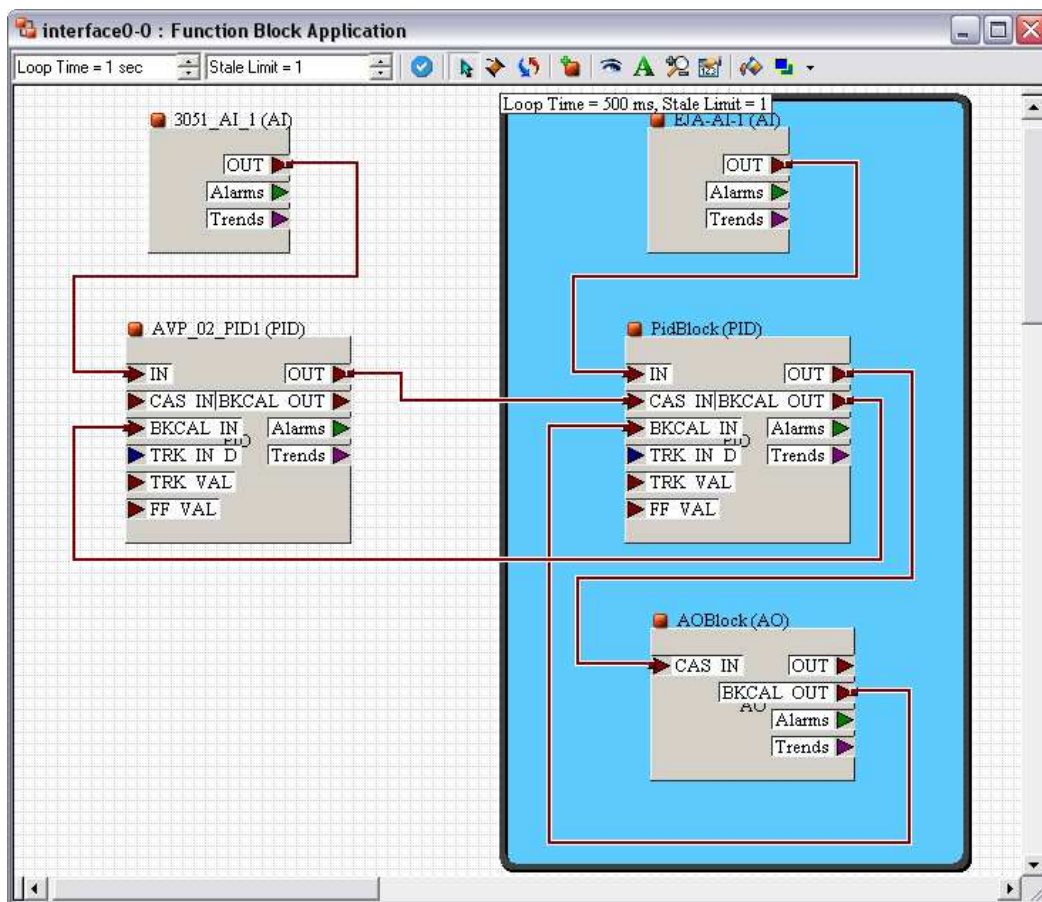 interface0-0 : Function Block Application
Loop Time = 1 sec
Stale Limit = 1
A
Loop Time = 500 ms, Stale Limit = 1
3051_AI_1 (AI)
OUT
Alarms
Trends
EJA-AI-1 (AI)
OUT
Alarms
Trends
AVP_02_PID1 (PID)
IN
OUT
CAS IN
BKCAL OUT
BKCAL IN
Alarms
PID
TRK IN D
Trends
TRK VAL
FF VAL
PidBlock (PID)
IN
OUT
CAS IN
BKCAL OUT
BKCAL IN
Alarms
PID
TRK IN D
Trends
TRK VAL
FF VAL
AOBlock (AO)
CAS IN
OUT
BKCAL OUT
AO
Alarms
Trends